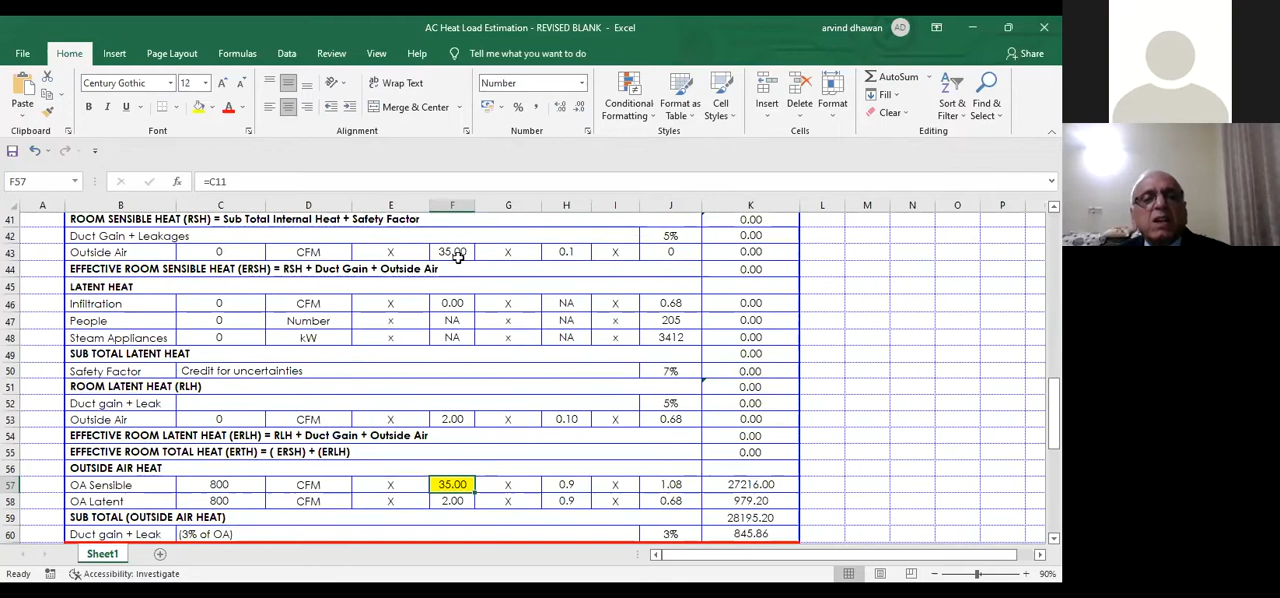 AC Heat Load Estimation - REVISED BLANK - Excel
arvind dhawan
AD
File Home Insert Page Layout Formulas Data Review View Help Tell me what you want to do Share
Century Gothic 12 Wrap Text Number AutoSum
Paste B I U Merge & Center % Conditional Formatting Format as Table Cell Styles Insert Delete Format Fill Clear Sort & Filter Find & Select
Clipboard Font Alignment Number Styles Cells Editing
F57 fx =C11
A B C D E F G H I J K L M N O P
41 ROOM SENSIBLE HEAT (RSH) = Sub Total Internal Heat + Safety Factor 0.00
42 Duct Gain + Leakages 5% 0.00
43 Outside Air 0 CFM X 35.00 X 0.1 X 0 0.00
44 EFFECTIVE ROOM SENSIBLE HEAT (ERSH) = RSH + Duct Gain + Outside Air 0.00
45 LATENT HEAT
46 Infiltration 0 CFM X 0.00 X NA X 0.68 0.00
47 People 0 Number x NA x NA x 205 0.00
48 Steam Appliances 0 kW x NA x NA x 3412 0.00
49 SUB TOTAL LATENT HEAT 0.00
50 Safety Factor Credit for uncertainties 7% 0.00
51 ROOM LATENT HEAT (RLH) 0.00
52 Duct gain + Leak 5% 0.00
53 Outside Air 0 CFM X 2.00 X 0.10 X 0.68 0.00
54 EFFECTIVE ROOM LATENT HEAT (ERLH) = RLH + Duct Gain + Outside Air 0.00
55 EFFECTIVE ROOM TOTAL HEAT (ERTH) = ( ERSH) + (ERLH) 0.00
56 OUTSIDE AIR HEAT
57 OA Sensible 800 CFM X 35.00 X 0.9 X 1.08 27216.00
58 OA Latent 800 CFM X 2.00 X 0.9 X 0.68 979.20
59 SUB TOTAL (OUTSIDE AIR HEAT) 28195.20
60 Duct gain + Leak (3% of OA) 3% 845.86
Sheet1
Ready Accessibility: Investigate 90%